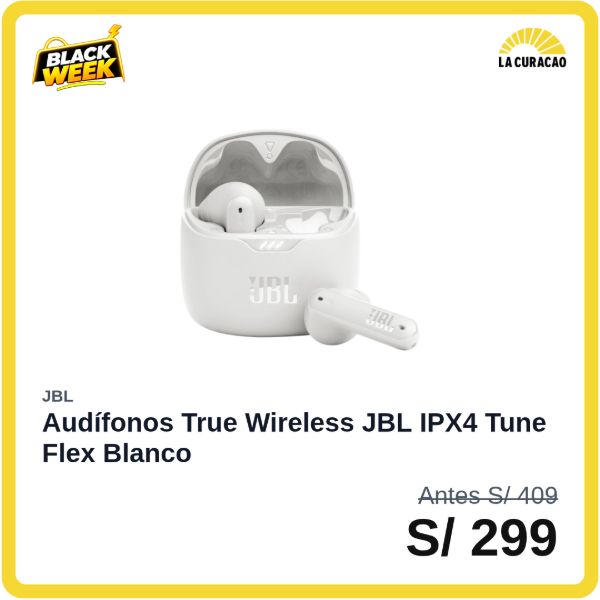 BLACK
WEEK
LA CURACAO
JBL
JBL
JBL
Audífonos True Wireless JBL IPX4 Tune
Flex Blanco
Antes S/ 409
S/ 299